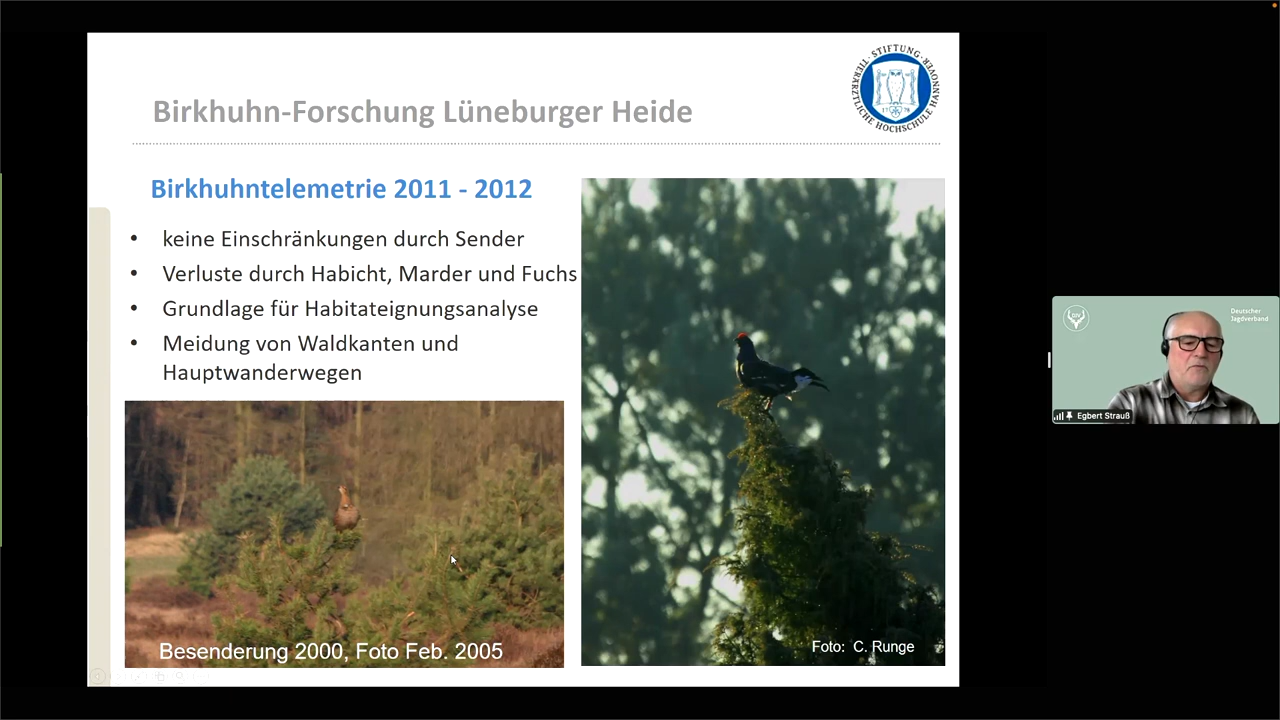 STIFTUNG
TIERÄRZTLICHE HOCHSCHULE HANNOVER
1778
Birkhuhn-Forschung Lüneburger Heide
Birkhuhntelemetrie 2011 - 2012
• keine Einschränkungen durch Sender
• Verluste durch Habicht, Marder und Fuchs
• Grundlage für Habitateignungsanalyse
• Meidung von Waldkanten und
Hauptwanderwegen
Besenderung 2000, Foto Feb. 2005
Foto: C. Runge
DJV
Deutscher
Jagdverband
Egbert Strauß